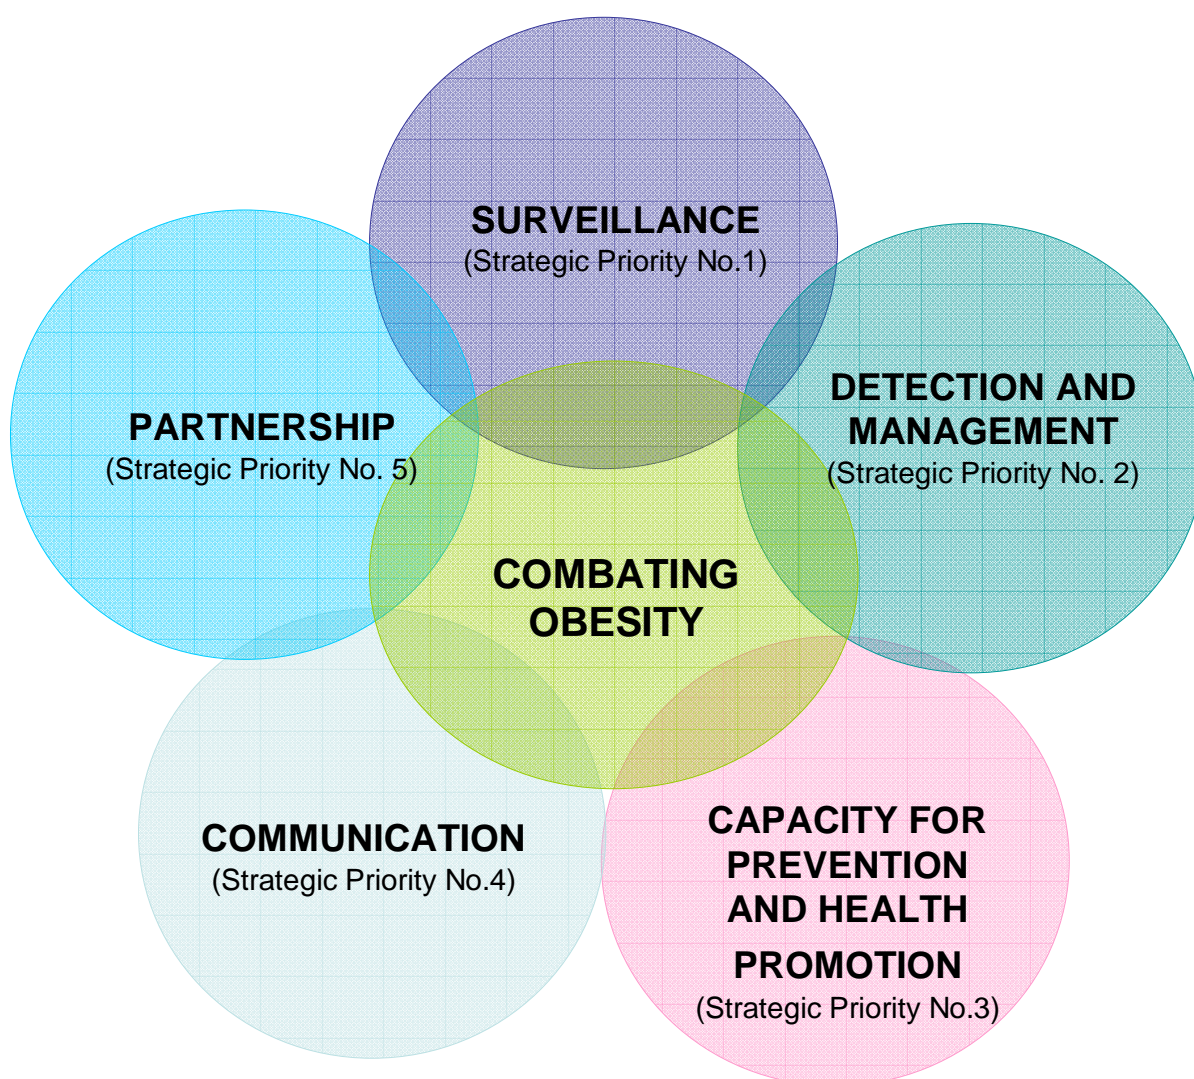 SURVEILLANCE
(Strategic Priority No.1)
DETECTION AND
MANAGEMENT
(Strategic Priority No. 2)
PARTNERSHIP
(Strategic Priority No. 5)
COMBATING
OBESITY
COMMUNICATION
(Strategic Priority No.4)
CAPACITY FOR
PREVENTION
AND HEALTH
PROMOTION
(Strategic Priority No.3)